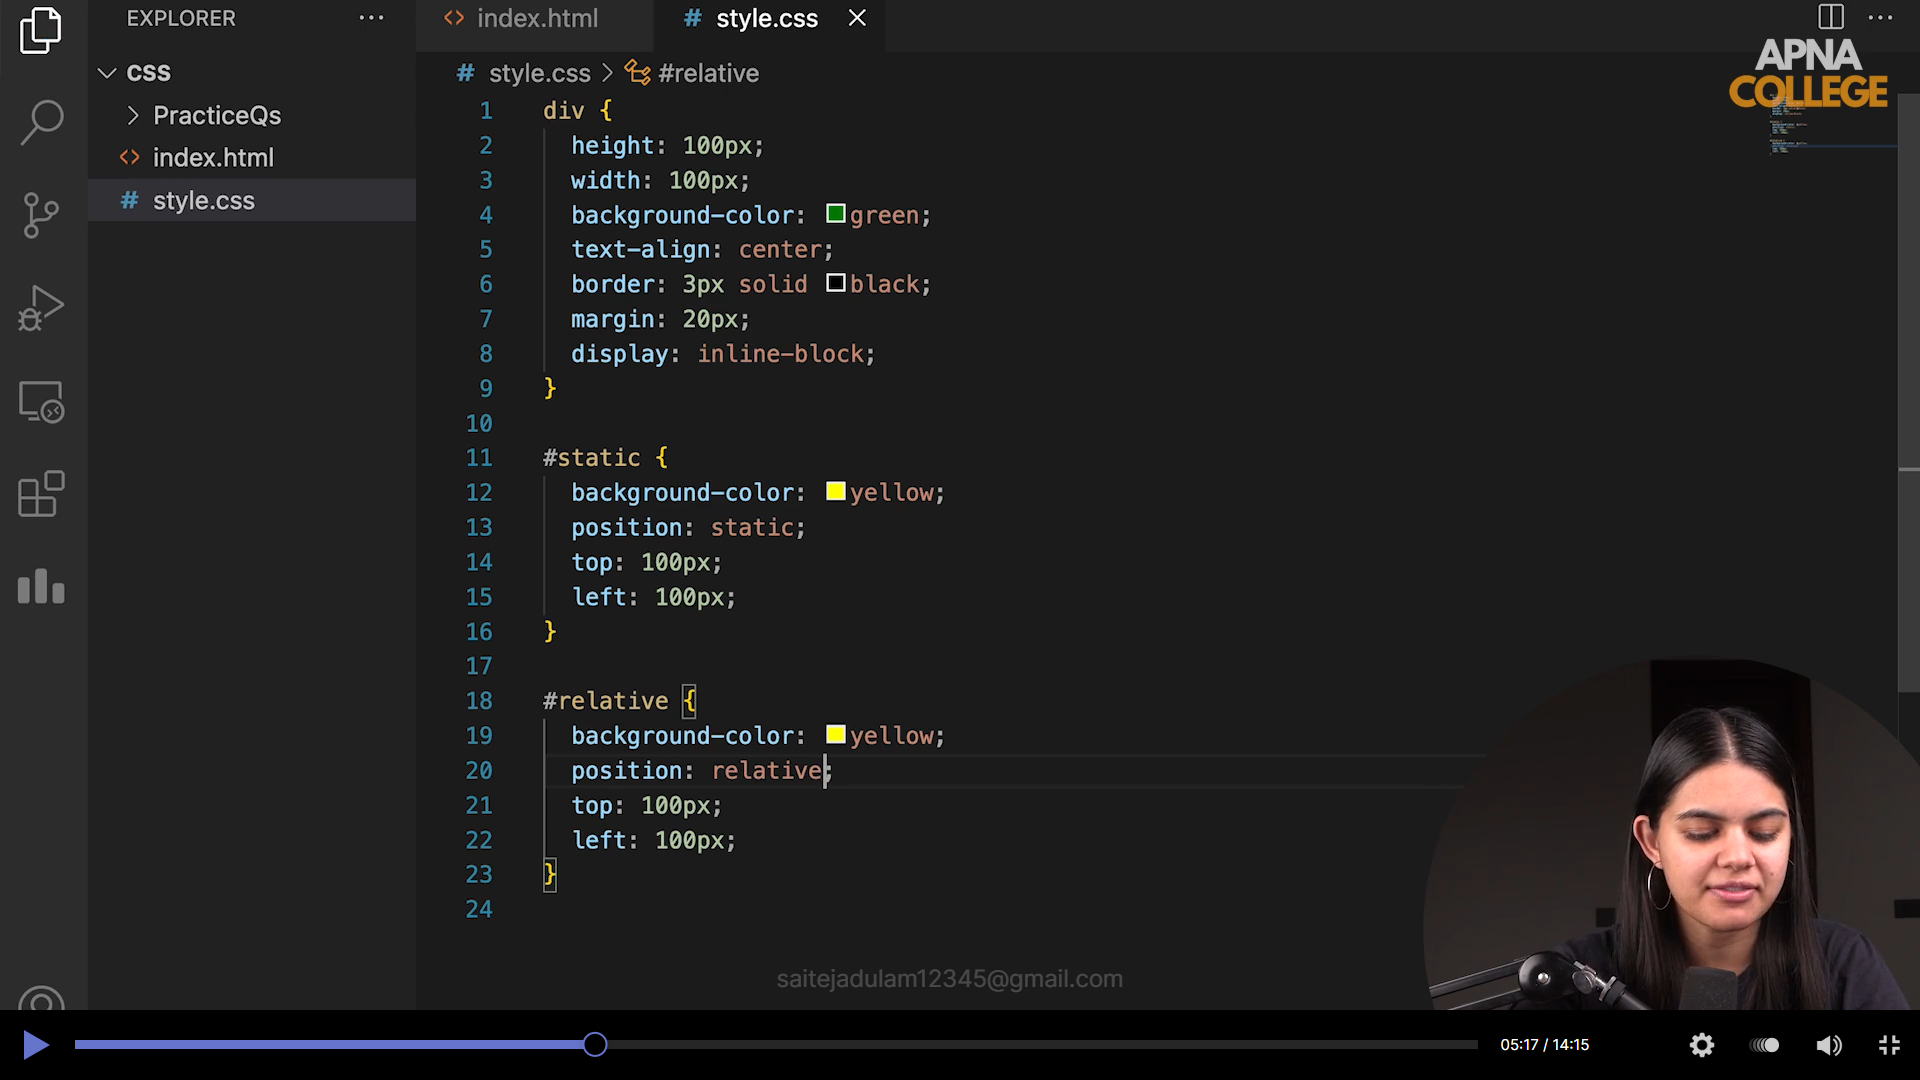 EXPLORER
CSS
PracticeQs
index.html
style.css
index.html
style.css
style.css > #relative
1 div {
2 height: 100px;
3 width: 100px;
4 background-color: green;
5 text-align: center;
6 border: 3px solid black;
7 margin: 20px;
8 display: inline-block;
9 }
10
11 #static {
12 background-color: yellow;
13 position: static;
14 top: 100px;
15 left: 100px;
16 }
17
18 #relative {
19 background-color: yellow;
20 position: relative;
21 top: 100px;
22 left: 100px;
23 }
24
APNA
COLLEGE
saitejadulam12345@gmail.com
05:17 / 14:15